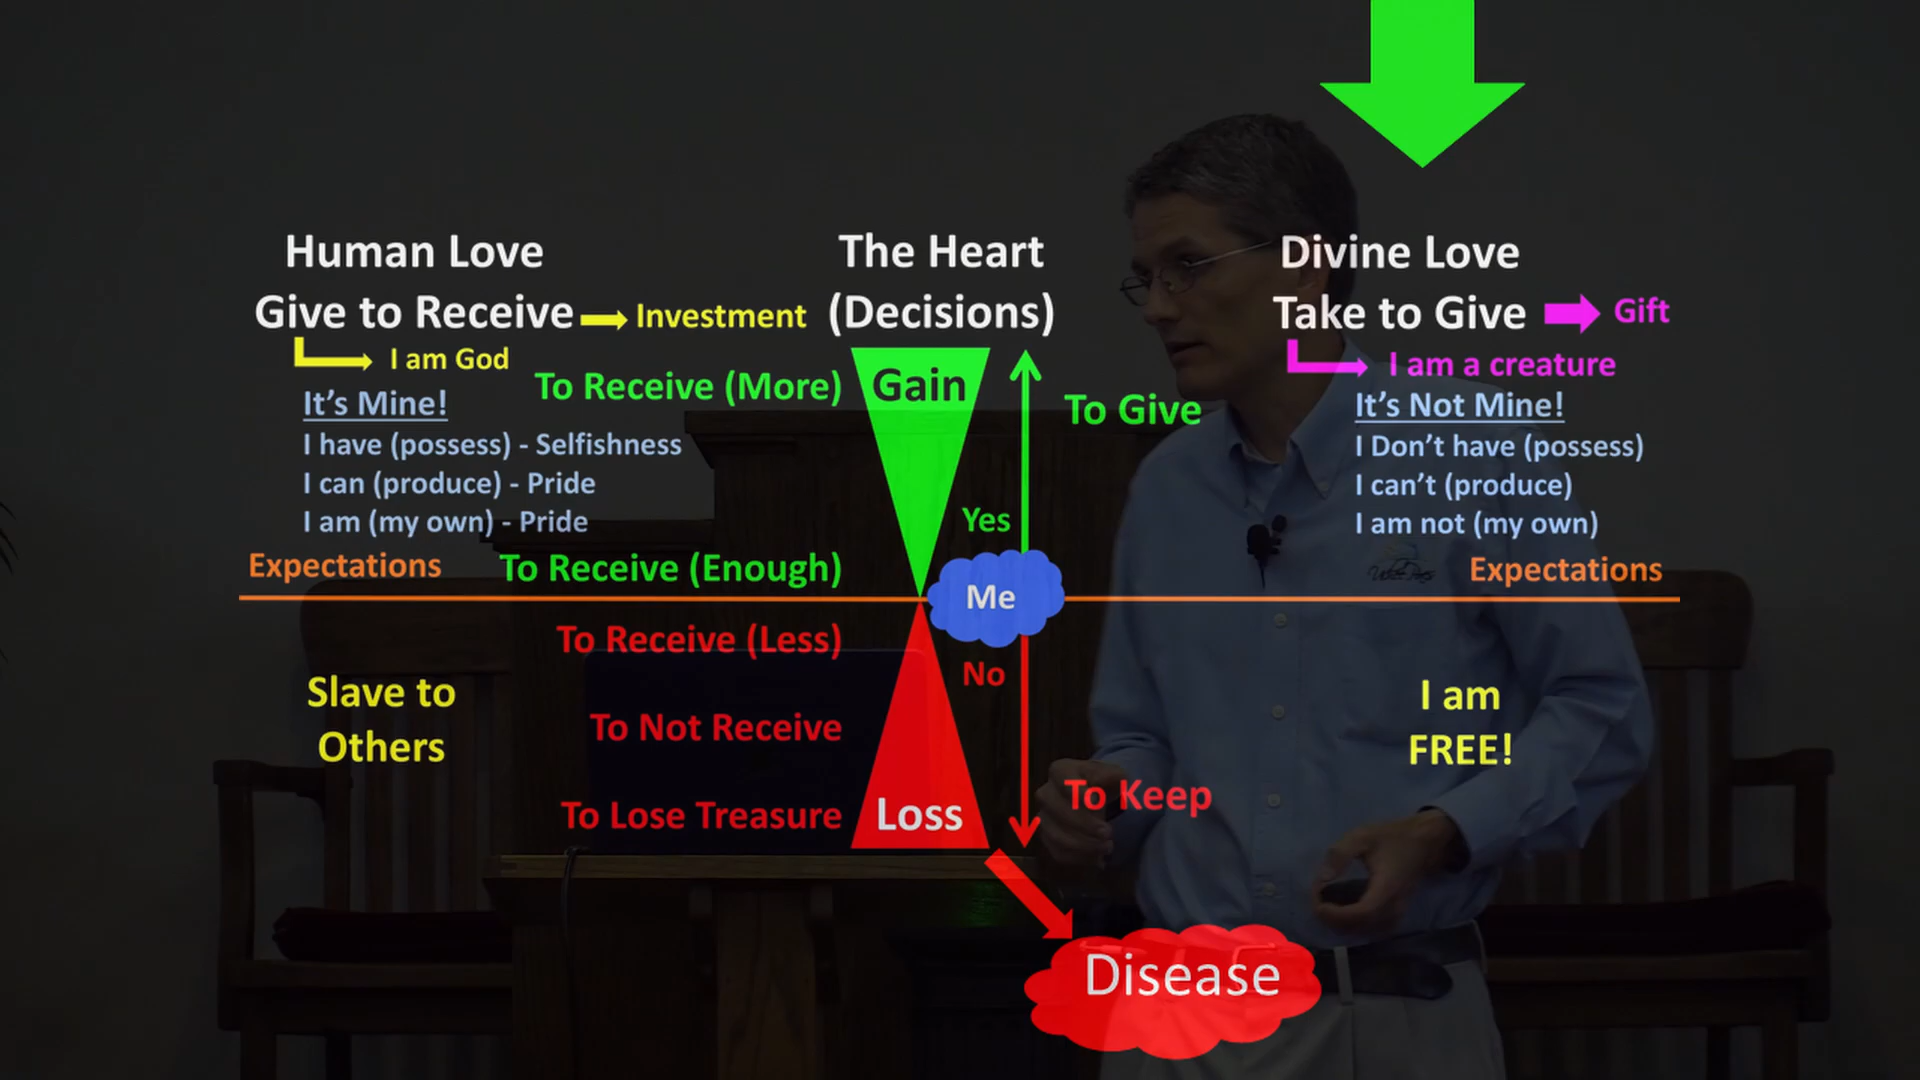 Human Love
Give to Receive
Investment
I am God
It's Mine!
I have (possess) - Selfishness
I can (produce) - Pride
I am (my own) - Pride
Expectations
Slave to
Others
To Receive (More)
To Receive (Enough)
To Receive (Less)
To Not Receive
To Lose Treasure
The Heart
(Decisions)
Gain
Yes
Me
No
Loss
To Give
To Keep
Disease
Divine Love
Take to Give
Gift
I am a creature
It's Not Mine!
I Don't have (possess)
I can't (produce)
I am not (my own)
Expectations
I am
FREE!